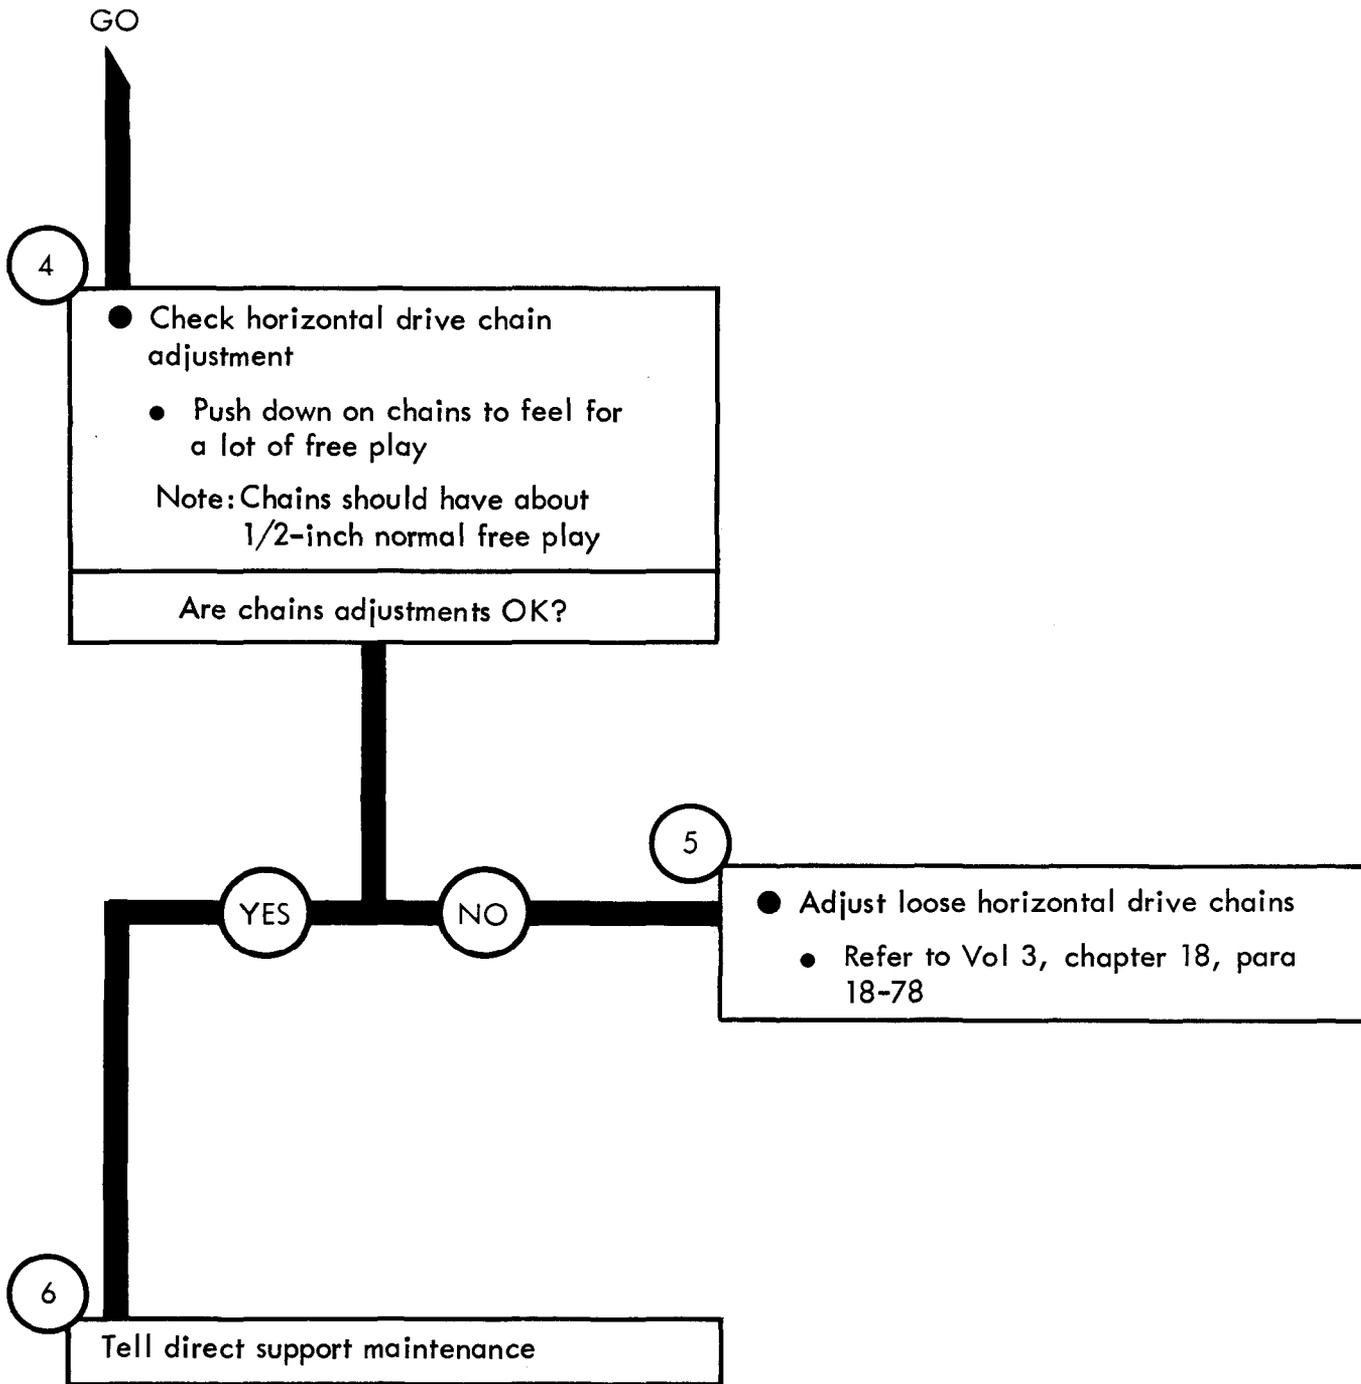 GO
4
● Check horizontal drive chain
adjustment
● Push down on chains to feel for
a lot of free play
Note: Chains should have about
1/2-inch normal free play
Are chains adjustments OK?
YES
NO
5
● Adjust loose horizontal drive chains
● Refer to Vol 3, chapter 18, para
18-78
6
Tell direct support maintenance